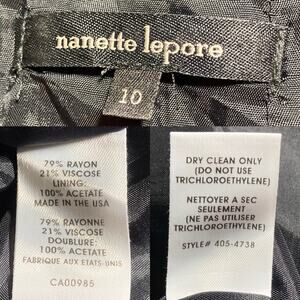 nanette lepore
10
79% RAYON
21% VISCOSE
LINING:
100% ACETATE
MADE IN THE USA
79% RAYONNE
21% VISCOSE
DOUBLURE:
100% ACETATE
FABRIQUE AUX ETATS-UNIS
CA00985
DRY CLEAN ONLY
(DO NOT USE
TRICHLOROETHYLENE)
NETTOYER A SEC
SEULEMENT
(NE PAS UTILISER
TRICHLOROETHYLENE)
STYLE# 405-4738